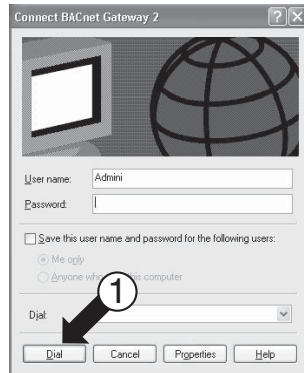 Connect BACnet Gateway 2
User name: Admini
Password:
Save this user name and password for the following users:
Me only
Anyone who this computer
Dial:
1
Dial Cancel Properties Help